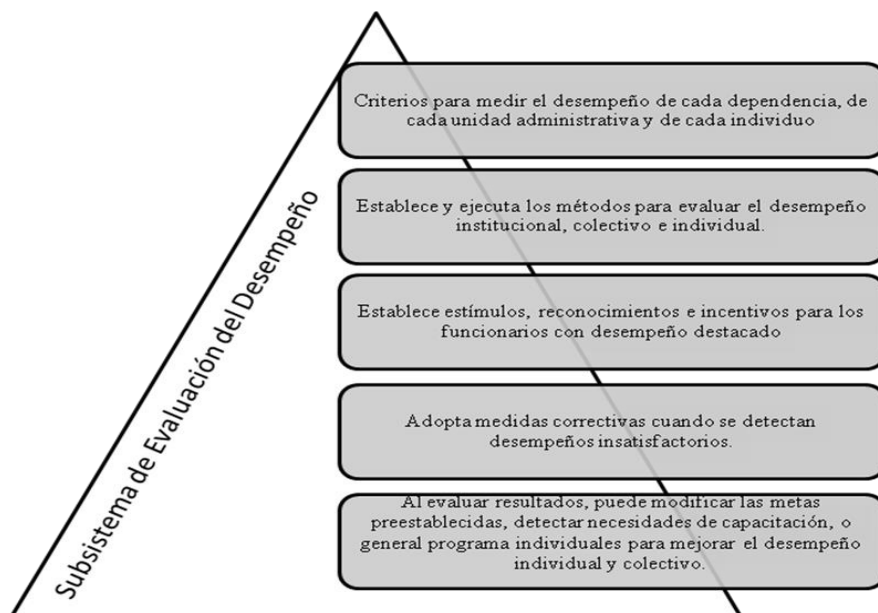 Subsistema de Evaluación del Desempeño
Criterios para medir el desempeño de cada dependencia, de
cada unidad administrativa y de cada individuo
Establece y ejecuta los métodos para evaluar el desempeño
institucional, colectivo e individual.
Establece estímulos, reconocimientos e incentivos para los
funcionarios con desempeño destacado
Adopta medidas correctivas cuando se detectan
desempeños insatisfactorios.
Al evaluar resultados, puede modificar las metas
preestablecidas, detectar necesidades de capacitación, o
general programa individuales para mejorar el desempeño
individual y colectivo.